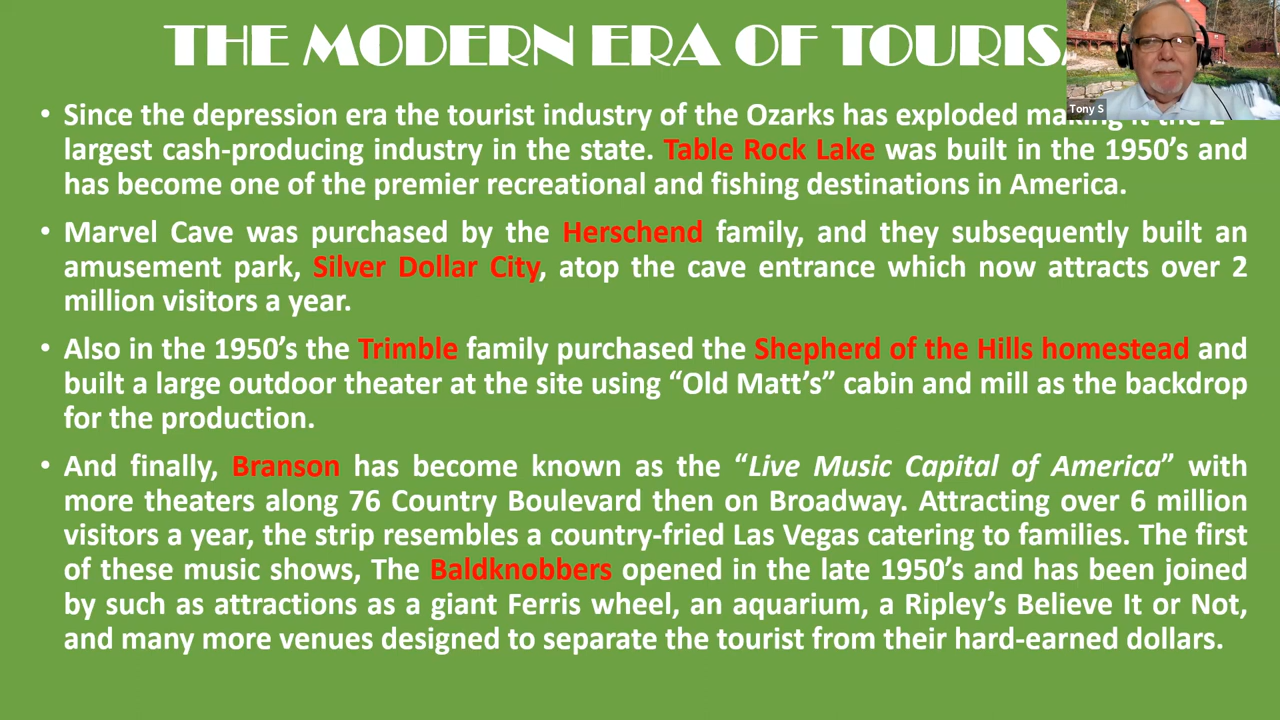 THE MODERN ERA OF
Tony S
• Since the depression era the tourist industry of the Ozarks has exploded making it the
largest cash-producing industry in the state. Table Rock Lake was built in the 1950’s and
has become one of the premier recreational and fishing destinations in America.
• Marvel Cave was purchased by the Herschend family, and they subsequently built an
amusement park, Silver Dollar City, atop the cave entrance which now attracts over 2
million visitors a year.
• Also in the 1950’s the Trimble family purchased the Shepherd of the Hills homestead and
built a large outdoor theater at the site using “Old Matt’s” cabin and mill as the backdrop
for the production.
• And finally, Branson has become known as the “Live Music Capital of America” with
more theaters along 76 Country Boulevard then on Broadway. Attracting over 6 million
visitors a year, the strip resembles a country-fried Las Vegas catering to families. The first
of these music shows, The Baldknobbers opened in the late 1950’s and has been joined
by such as attractions as a giant Ferris wheel, an aquarium, a Ripley’s Believe It or Not,
and many more venues designed to separate the tourist from their hard-earned dollars.